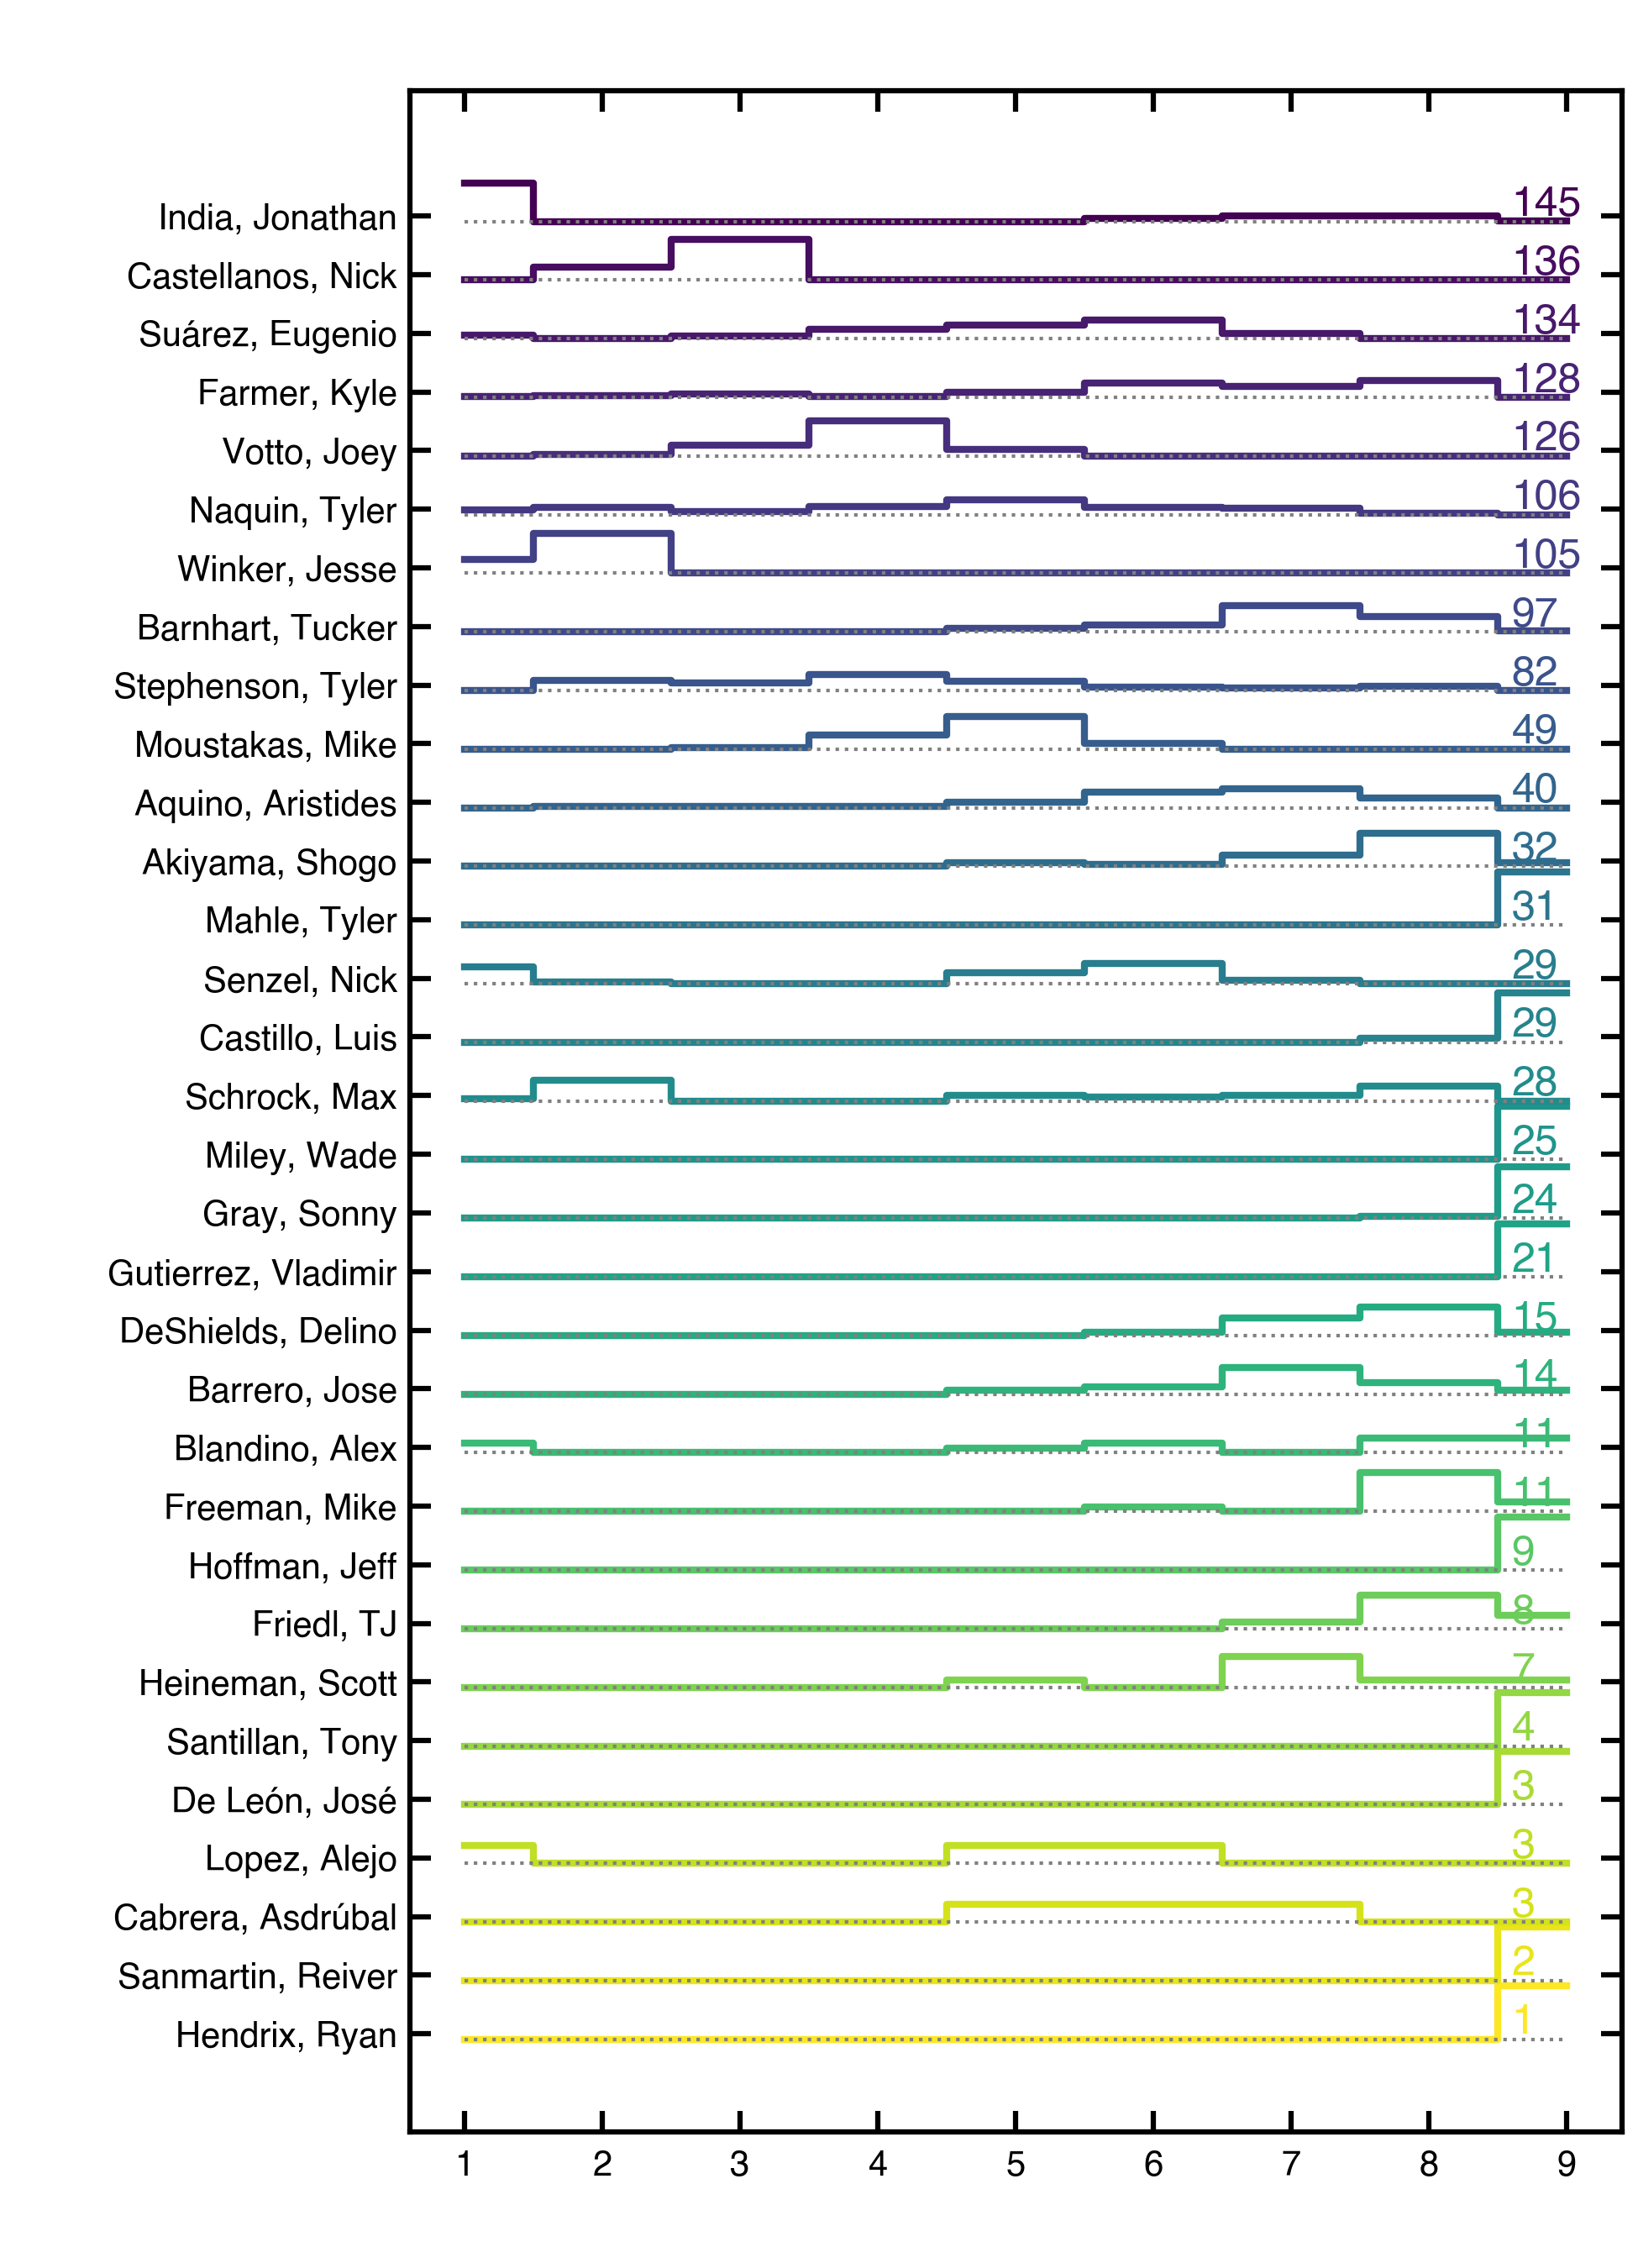 India, Jonathan 145
Castellanos, Nick 136
Suárez, Eugenio 134
Farmer, Kyle 128
Votto, Joey 126
Naquin, Tyler 106
Winker, Jesse 105
Barnhart, Tucker 97
Stephenson, Tyler 82
Moustakas, Mike 49
Aquino, Aristides 40
Akiyama, Shogo 32
Mahle, Tyler 31
Senzel, Nick 29
Castillo, Luis 29
Schrock, Max 28
Miley, Wade 25
Gray, Sonny 24
Gutierrez, Vladimir 21
DeShields, Delino 15
Barrero, Jose 14
Blandino, Alex 11
Freeman, Mike 11
Hoffman, Jeff 9
Friedl, TJ 8
Heineman, Scott 7
Santillan, Tony 4
De León, José 3
Lopez, Alejo 3
Cabrera, Asdrúbal 3
Sanmartin, Reiver 2
Hendrix, Ryan 1
1 2 3 4 5 6 7 8 9